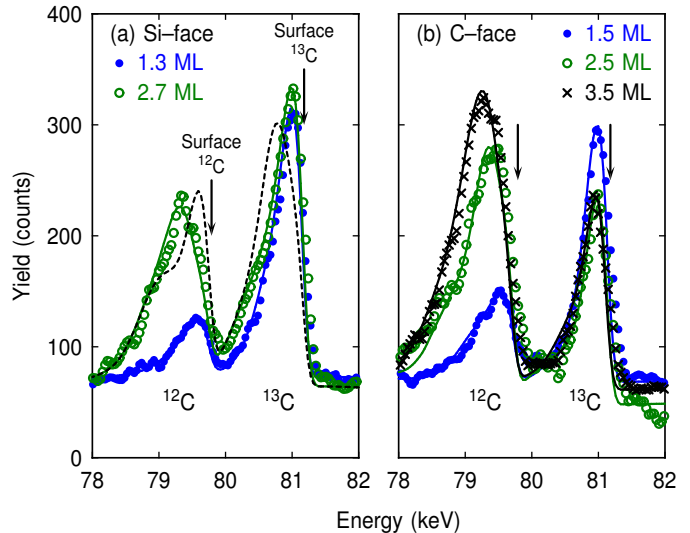 400
300
200
100
0
Yield (counts)
(a) Si–face
1.3 ML
2.7 ML
Surface
¹³C
Surface
¹²C
¹²C
¹³C
78
79
80
81
82
(b) C–face
1.5 ML
2.5 ML
3.5 ML
¹²C
¹³C
78
79
80
81
82
Energy (keV)